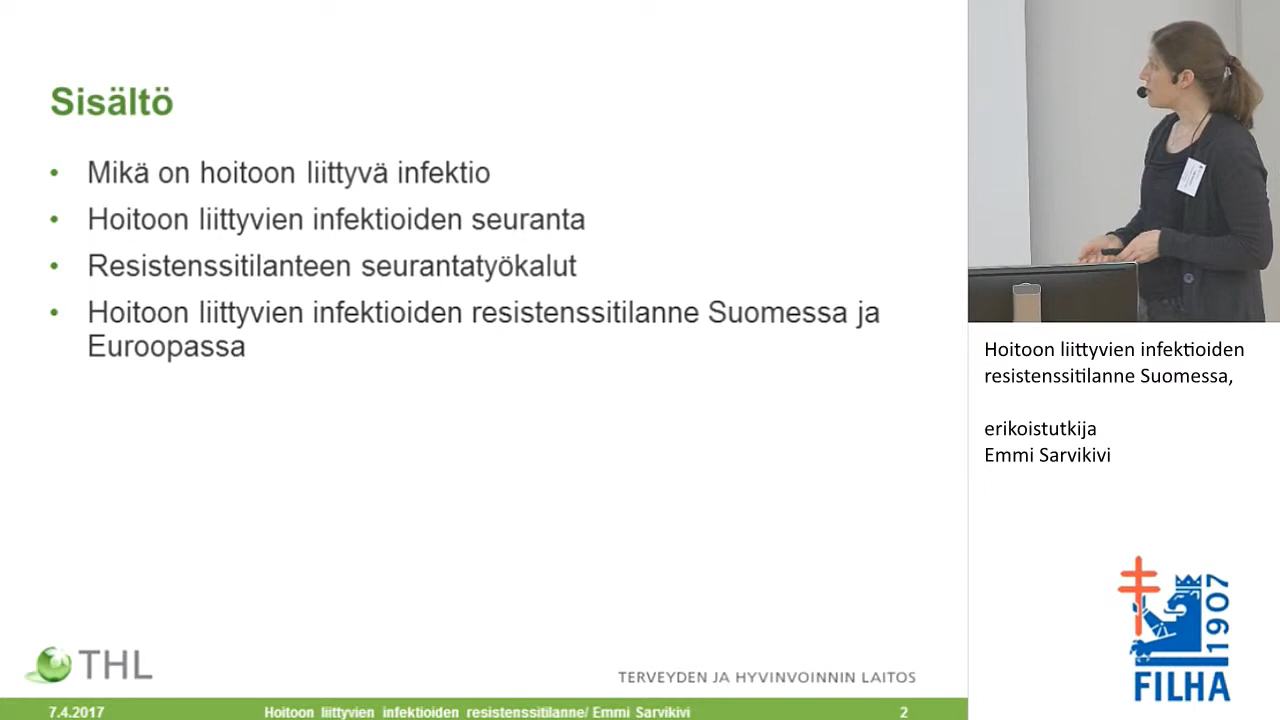 Sisältö
• Mikä on hoitoon liittyvä infektio
• Hoitoon liittyvien infektioiden seuranta
• Resistenssitilanteen seurantatyökalut
• Hoitoon liittyvien infektioiden resistenssitilanne Suomessa ja
Euroopassa
THL
TERVEYDEN JA HYVINVOINNIN LAITOS
7.4.2017 Hoitoon liittyvien infektioiden resistenssitilanne/ Emmi Sarvikivi 2
Hoitoon liittyvien infektioiden
resistenssitilanne Suomessa,
erikoistutkija
Emmi Sarvikivi
1907
FILHA